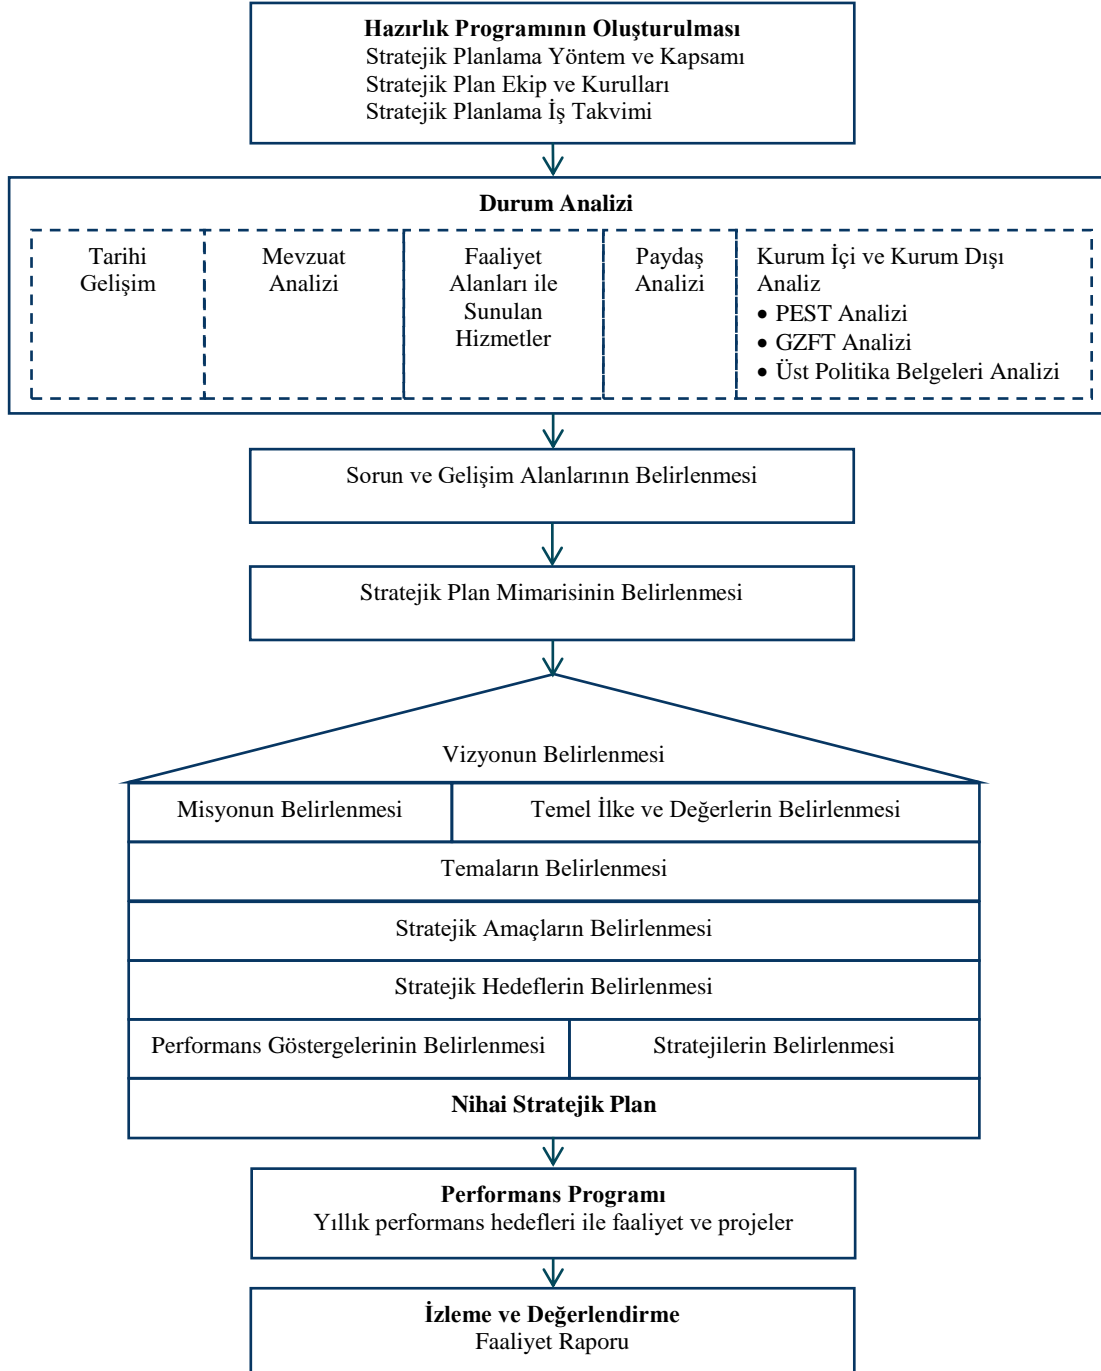 Hazırlık Programının Oluşturulması
Stratejik Planlama Yöntem ve Kapsamı
Stratejik Plan Ekip ve Kurulları
Stratejik Planlama İş Takvimi
Durum Analizi
Tarihi
Gelişim
Mevzuat
Analizi
Faaliyet
Alanları ile
Sunulan
Hizmetler
Paydaş
Analizi
Kurum İçi ve Kurum Dışı
Analiz
• PEST Analizi
• GZFT Analizi
• Üst Politika Belgeleri Analizi
Sorun ve Gelişim Alanlarının Belirlenmesi
Stratejik Plan Mimarisinin Belirlenmesi
Vizyonun Belirlenmesi
Misyonun Belirlenmesi
Temel İlke ve Değerlerin Belirlenmesi
Temaların Belirlenmesi
Stratejik Amaçların Belirlenmesi
Stratejik Hedeflerin Belirlenmesi
Performans Göstergelerinin Belirlenmesi
Stratejilerin Belirlenmesi
Nihai Stratejik Plan
Performans Programı
Yıllık performans hedefleri ile faaliyet ve projeler
İzleme ve Değerlendirme
Faaliyet Raporu